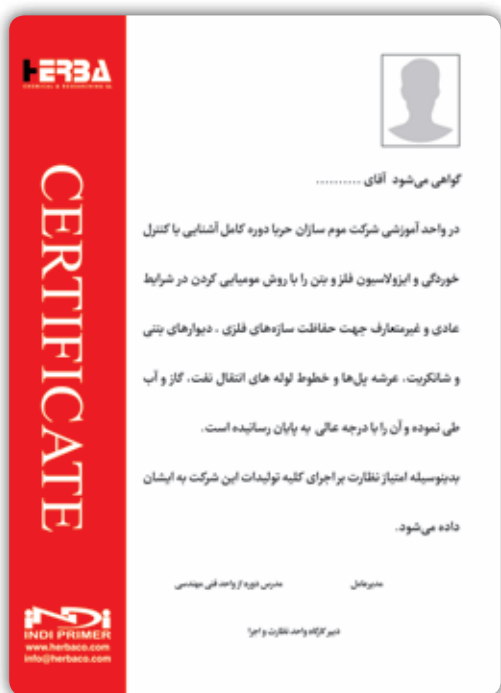 HERBA
CERTIFICATE
گواهی می‌شود آقای ..........
در واحد آموزشی شرکت موم سازان حربا دوره کامل آشنایی با کنترل
خوردگی و ایزولاسیون فلز و بتن را با روش مومیایی کردن در شرایط
عادی و غیرمتعارف جهت حفاظت سازه‌های فلزی ، دیوارهای بتنی
و شاتکریت، عرشه پل‌ها و خطوط لوله های انتقال نفت، گاز و آب
طی نموده و آن را با درجه عالی به پایان رسانیده است.
بدینوسیله امتیاز نظارت بر اجرای کلیه تولیدات این شرکت به ایشان
داده می‌شود.
مدیرعامل
مدرس دوره از واحد فنی مهندسی
دبیر کارگاه واحد نظارت و اجرا
INDI
INDI PRIMER
www.herbaco.com
info@herbaco.com